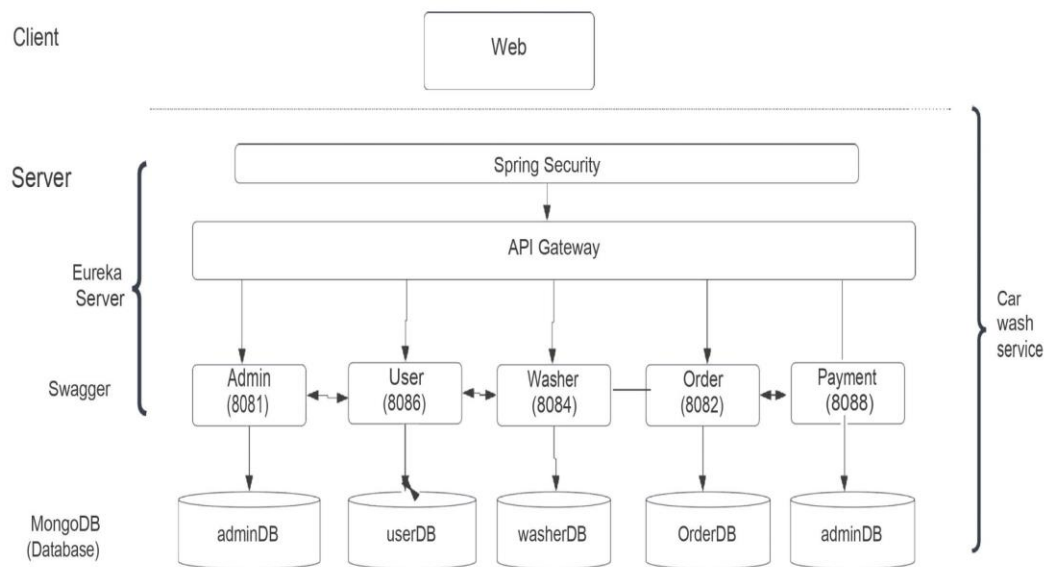 Client
Web
Spring Security
Server
API Gateway
Eureka
Server
Car
wash
service
Swagger
Admin
(8081)
User
(8086)
Washer
(8084)
Order
(8082)
Payment
(8088)
MongoDB
(Database)
adminDB
userDB
washerDB
OrderDB
adminDB